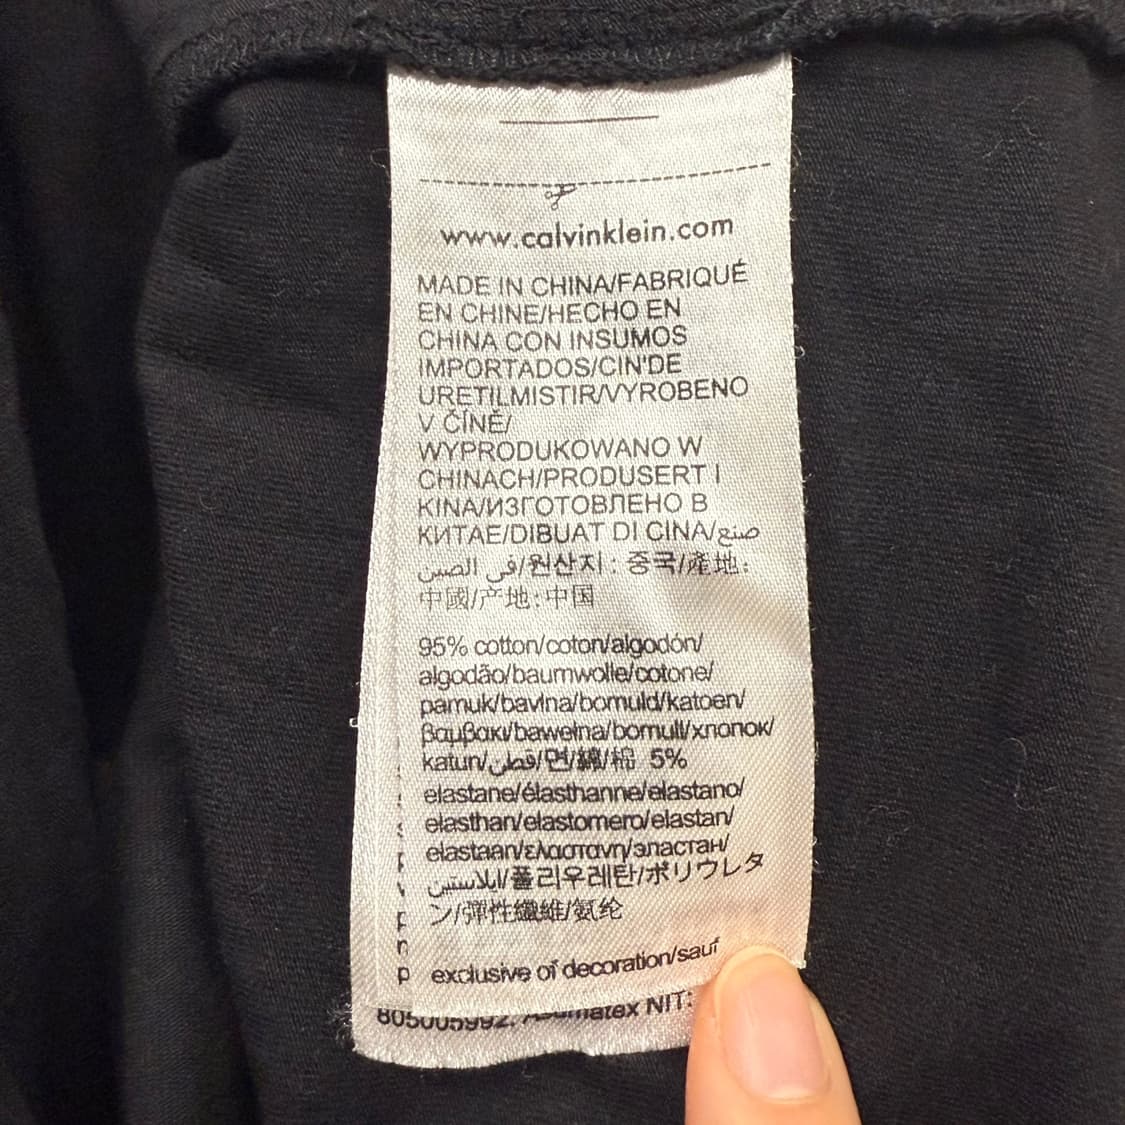 www.calvinklein.com
MADE IN CHINA/FABRIQUÉ
EN CHINE/HECHO EN
CHINA CON INSUMOS
IMPORTADOS/CIN'DE
URETILMISTIR/VYROBENO
V ČÍNĚ/
WYPRODUKOWANO W
CHINACH/PRODUSERT I
KINA/ИЗГОТОВЛЕНО В
КИТАЕ/DIBUAT DI CINA/صنع
في الصين/원산지 : 중국/產地:
中國/产地:中国
95% cotton/coton/algodón/
algodão/baumwolle/cotone/
pamuk/bavlna/bomuld/katoen/
βαμβακι/bawełna/bomull/хлопок/
katun/قطن/면/綿/棉 5%
elastane/élasthanne/elastano/
elasthan/elastomero/elastan/
elastaan/ελαστανη/эластан/
ايلاستين/폴리우레탄/ポリウレタ
ン/彈性纖維/氨纶
exclusive of decoration/sauf
805005992. Asumatex NIT: